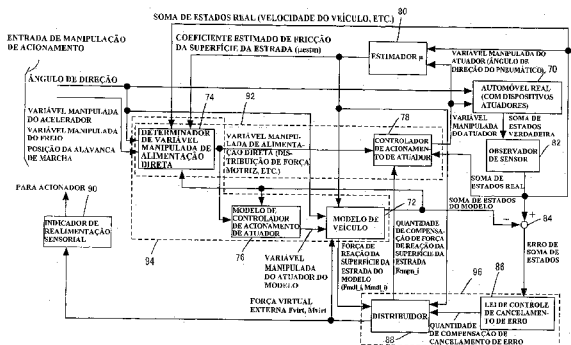 SOMA DE ESTADOS REAL (VELOCIDADE DO VEÍCULO, ETC.)
80
ENTRADA DE MANIPULAÇÃO
DE ACIONAMENTO
COEFICIENTE ESTIMADO DE FRICÇÃO
DA SUPERFÍCIE DA ESTRADA (μestm)
ESTIMADOR μ
VARIÁVEL MANIPULADA DO
ATUADOR (ÂNGULO DE
DIREÇÃO DO PNEUMÁTICO)
70
ÂNGULO DE DIREÇÃO
74
92
78
AUTOMÓVEL REAL
(COM DISPOSITIVOS
ATUADORES)
VARIÁVEL MANIPULADA
DO ACELERADOR
VARIÁVEL MANIPULADA
DO FREIO
POSIÇÃO DA ALAVANCA
DE MARCHA
DETERMINADOR
DE VARIÁVEL
MANIPULADA DE
ALIMENTAÇÃO
DIRETA
VARIÁVEL MANIPU-
LADA DE ALIMENTA-
ÇÃO DIRETA (DIS-
TRIBUIÇÃO DE FORÇA
MOTRIZ, ETC.)
CONTROLADOR
DE ACIONAMENTO
DE ATUADOR
VARIÁVEL
MANIPULADA
DO ATUADOR
SOMA DE
ESTADOS
VERDADEIRA
82
OBSERVADOR
DE SENSOR
SOMA DE
ESTADOS REAL
PARA ACIONADOR
90
INDICADOR DE
REALIMENTAÇÃO
SENSORIAL
MODELO DE
CONTROLADOR DE
ACIONAMENTO DE
ATUADOR
76
MODELO DE
VEÍCULO
72
SOMA DE ESTADOS
DO MODELO
84
ERRO DE
SOMA DE ESTADOS
94
VARIÁVEL
MANIPULADA
DO ATUADOR DO
MODELO
FORÇA DE
REAÇÃO DA
SUPERFÍCIE DA
ESTRADA DO
MODELO
(Fmdl_i, Mmdl_i)
QUANTIDADE
DE COMPENSA-
ÇÃO DE FORÇA
DE REAÇÃO DA
SUPERFÍCIE DA
ESTRADA
(Fcmpn_i)
FORÇA VIRTUAL
EXTERNA Fvirt, Mvirt
96
86
DISTRIBUIDOR
88
LEI DE CONTROLE
DE CANCELAMENTO
DE ERRO
QUANTIDADE DE
COMPENSAÇÃO DE
CANCELAMENTO DE ERRO